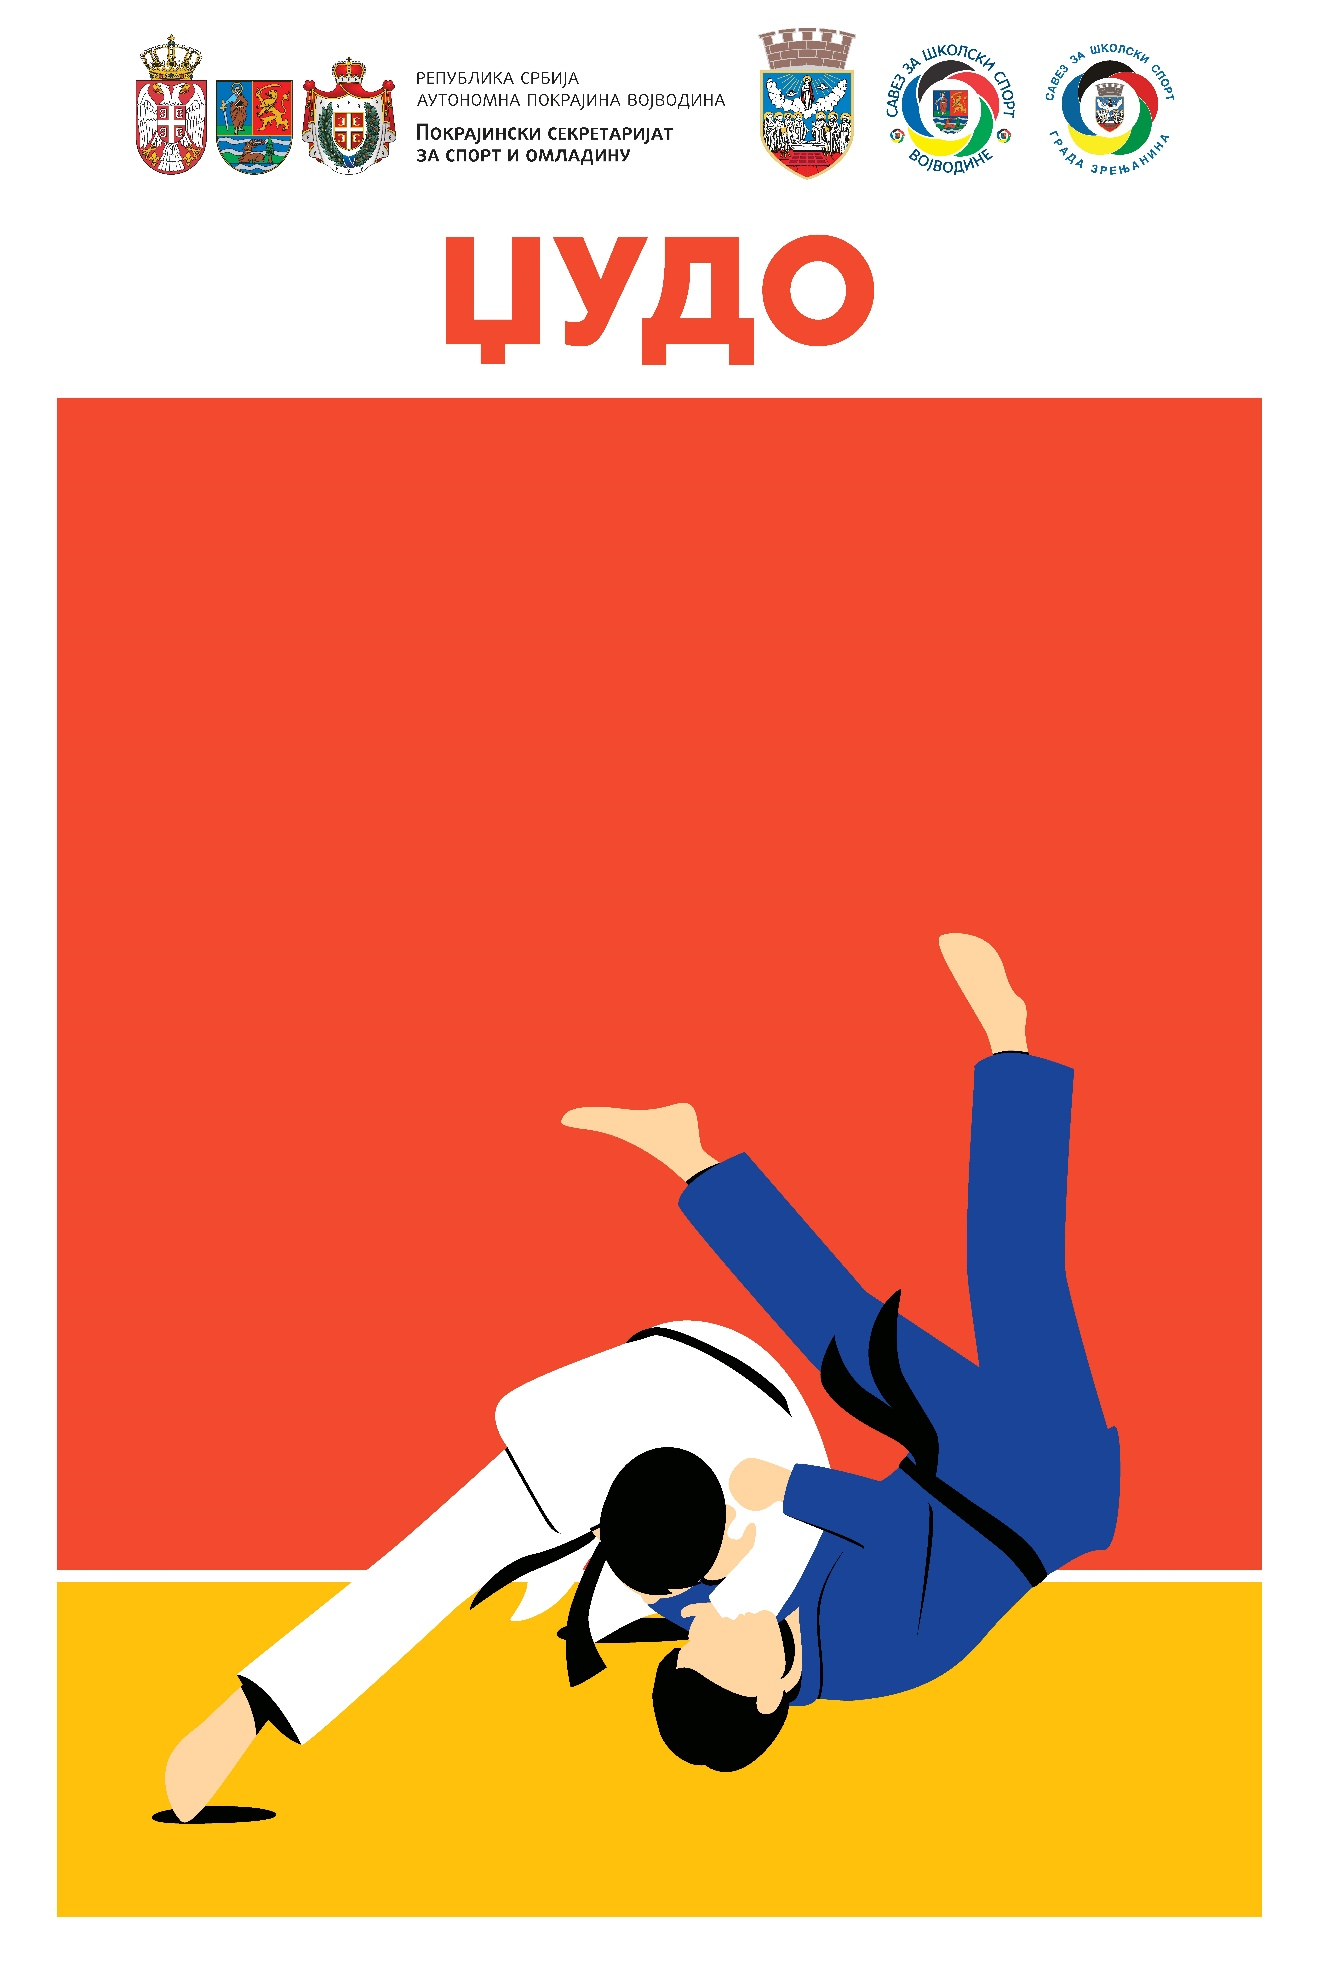 РЕПУБЛИКА СРБИЈА
АУТОНОМНА ПОКРАЈИНА ВОЈВОДИНА
ПОКРАЈИНСКИ СЕКРЕТАРИЈАТ
ЗА СПОРТ И ОМЛАДИНУ
САВЕЗ ЗА ШКОЛСКИ СПОРТ
ВОЈВОДИНЕ
САВЕЗ ЗА ШКОЛСКИ СПОРТ
ГРАДА ЗРЕЊАНИНА
ЏУДО